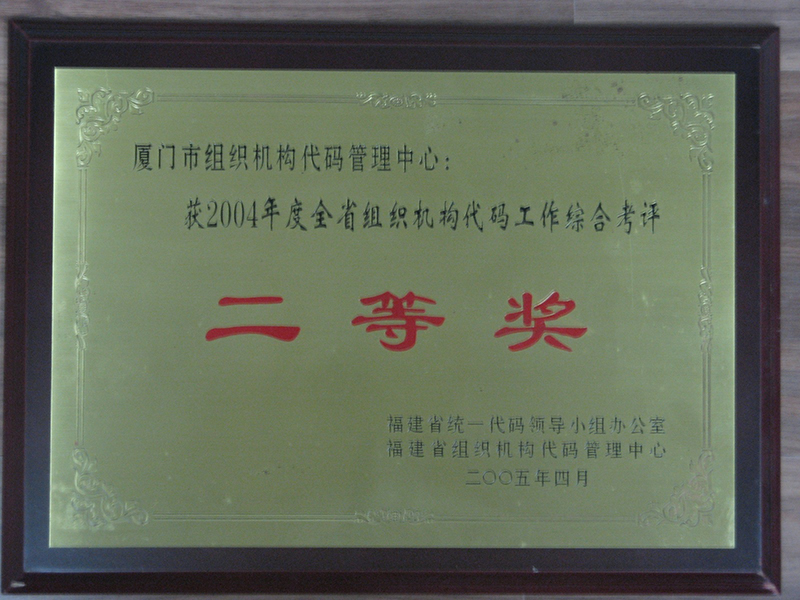 厦门市组织机构代码管理中心：
获2004年度全省组织机构代码工作综合考评
二等奖
福建省统一代码领导小组办公室
福建省组织机构代码管理中心
二〇〇五年四月